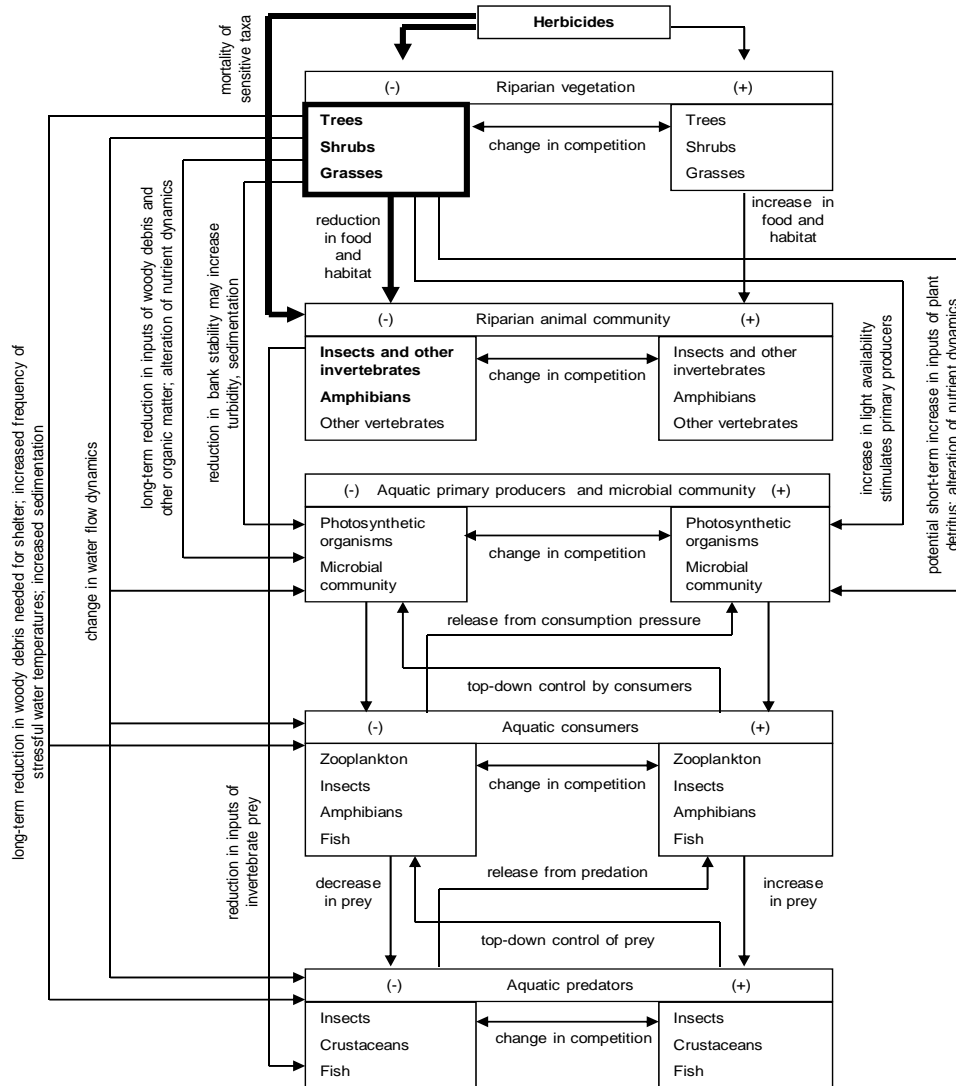 Herbicides
mortality of
sensitive taxa
(-) Riparian vegetation (+)
Trees
Shrubs
Grasses
change in competition
Trees
Shrubs
Grasses
reduction
in food
and
habitat
increase in
food and
habitat
(-) Riparian animal community (+)
Insects and other
invertebrates
Amphibians
Other vertebrates
change in competition
Insects and other
invertebrates
Amphibians
Other vertebrates
long-term reduction in woody debris needed for shelter; increased frequency of
stressful water temperatures; increased sedimentation
change in water flow dynamics
long-term reduction in inputs of woody debris and
other organic matter; alteration of nutrient dynamics
reduction in bank stability may increase
turbidity, sedimentation
increase in light availability
stimulates primary producers
potential short-term increase in inputs of plant
detritus; alteration of nutrient dynamics
(-) Aquatic primary producers and microbial community (+)
Photosynthetic
organisms
Microbial
community
change in competition
Photosynthetic
organisms
Microbial
community
release from consumption pressure
top-down control by consumers
(-) Aquatic consumers (+)
Zooplankton
Insects
Amphibians
Fish
change in competition
Zooplankton
Insects
Amphibians
Fish
reduction in inputs of
invertebrate prey
decrease
in prey
release from predation
increase
in prey
top-down control of prey
(-) Aquatic predators (+)
Insects
Crustaceans
Fish
change in competition
Insects
Crustaceans
Fish